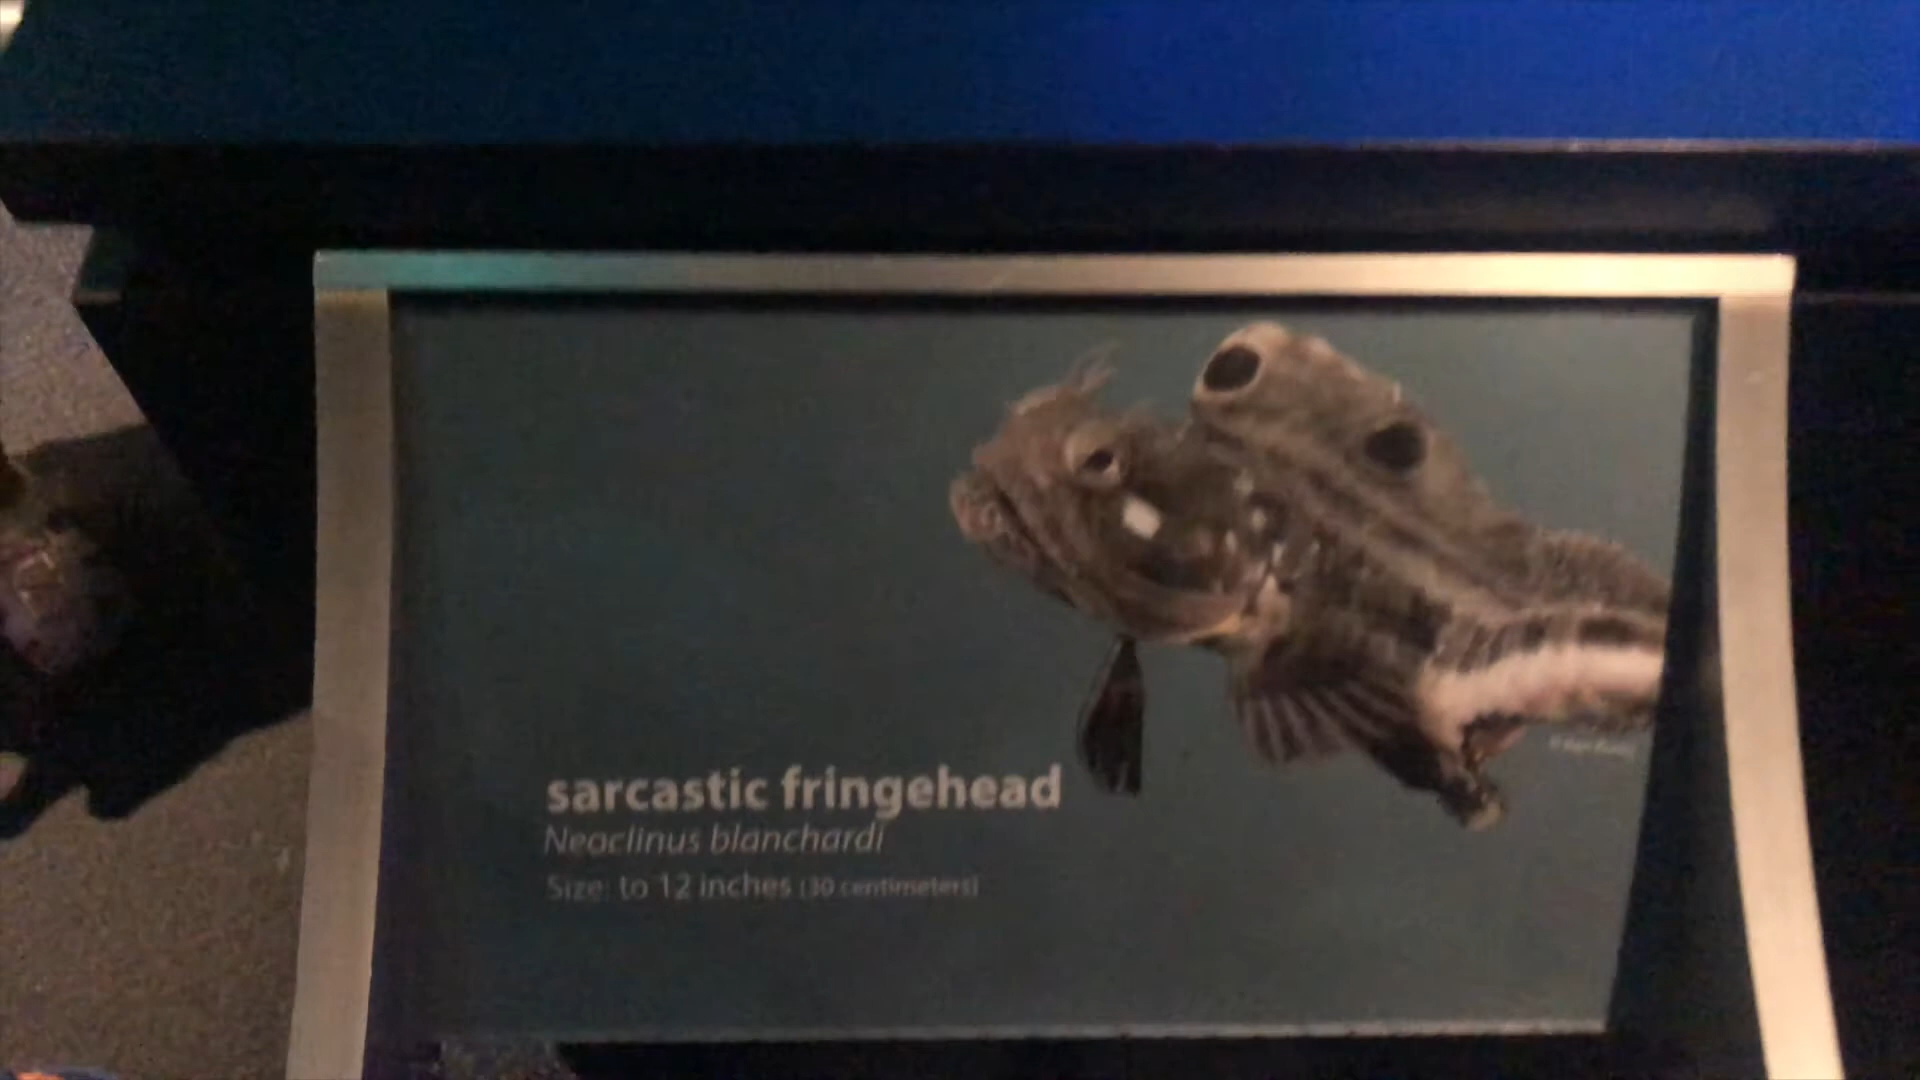 sarcastic fringehead
Neoclinus blanchardi
Size: to 12 inches (30 centimeters)